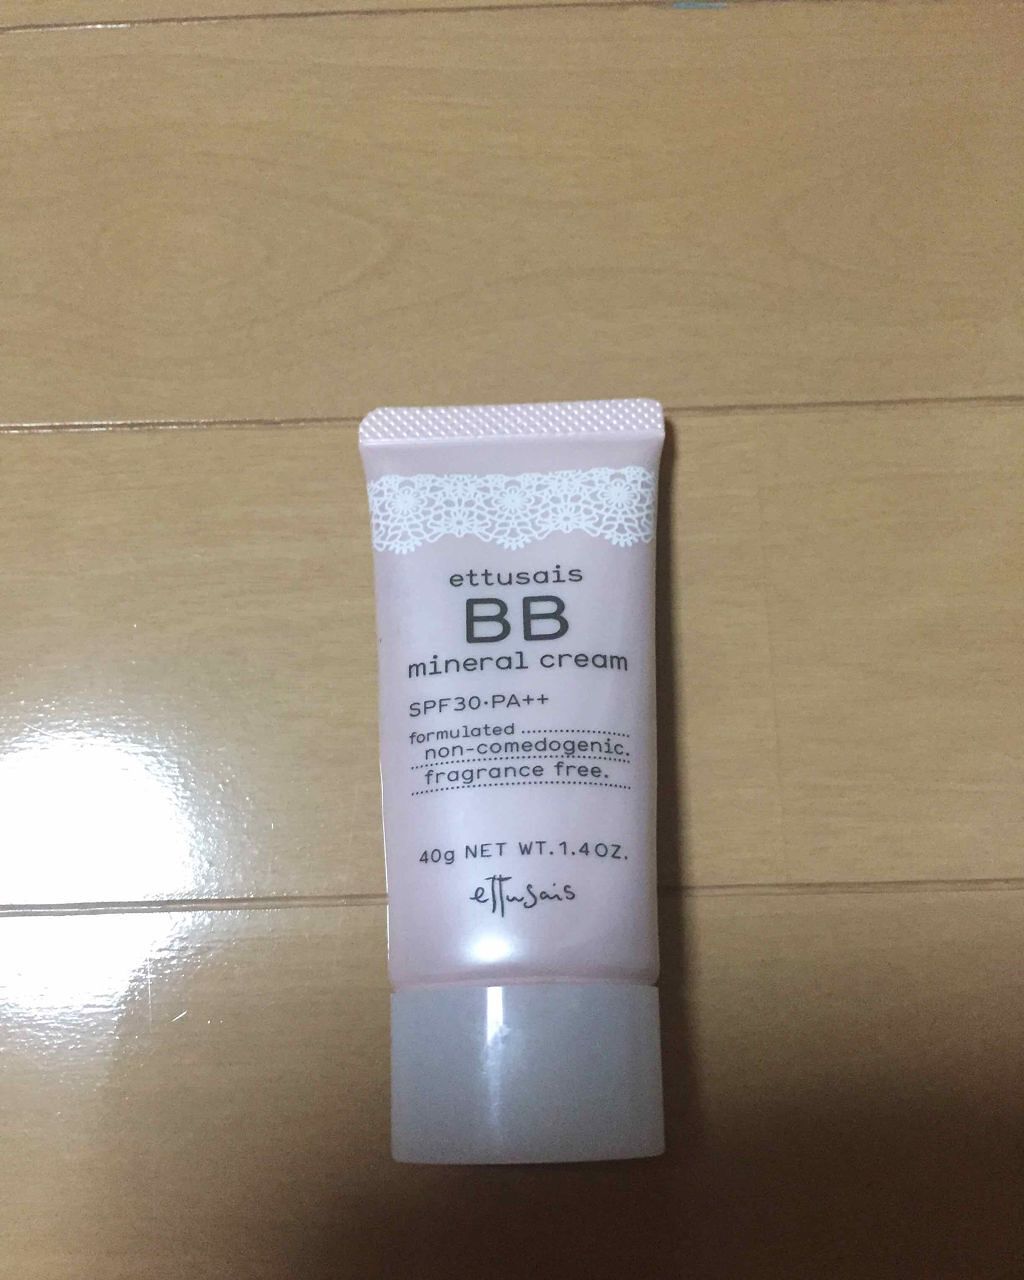 ettusais
BB
mineral cream
SPF30·PA++
formulated
non-comedogenic.
fragrance free.
40g NET WT.1.4OZ.
ettusais